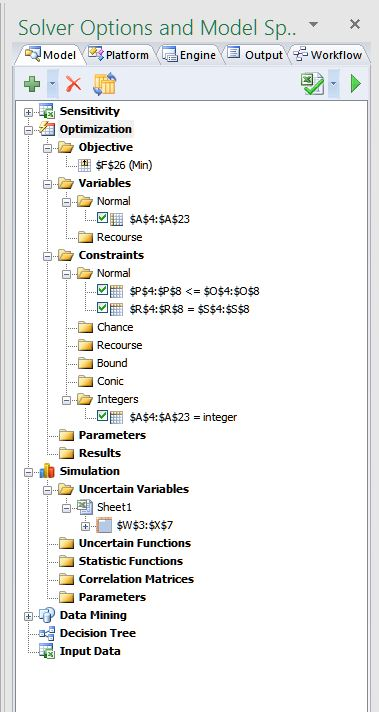 Solver Options and Model Sp..
Model Platform Engine Output Workflow
Sensitivity
Optimization
Objective
$F$26 (Min)
Variables
Normal
$A$4:$A$23
Recourse
Constraints
Normal
$P$4:$P$8 <= $O$4:$O$8
$R$4:$R$8 = $S$4:$S$8
Chance
Recourse
Bound
Conic
Integers
$A$4:$A$23 = integer
Parameters
Results
Simulation
Uncertain Variables
Sheet1
$W$3:$X$7
Uncertain Functions
Statistic Functions
Correlation Matrices
Parameters
Data Mining
Decision Tree
Input Data